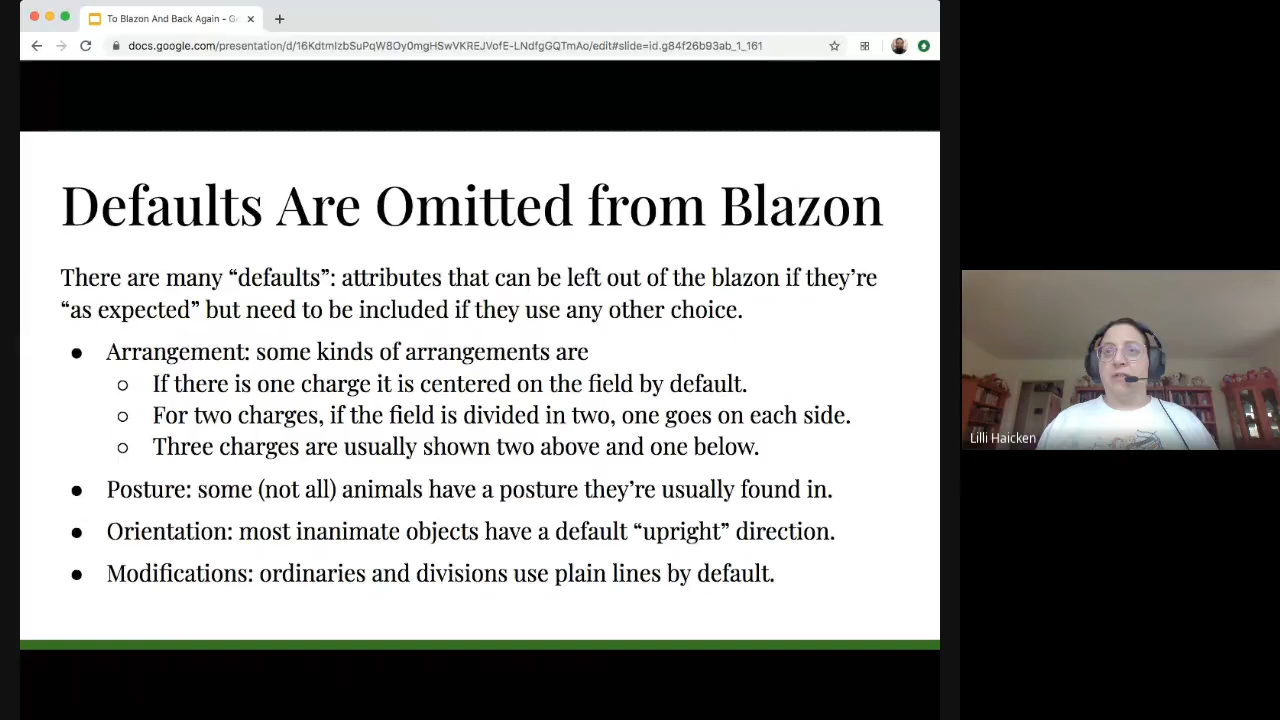 To Blazon And Back Again - G
docs.google.com/presentation/d/16KdtmIzbSuPqW8Oy0mgHSwVKREJVofE-LNdfgGQTmAo/edit#slide=id.g84f26b93ab_1_161
Defaults Are Omitted from Blazon
There are many “defaults”: attributes that can be left out of the blazon if they’re
“as expected” but need to be included if they use any other choice.
● Arrangement: some kinds of arrangements are
○ If there is one charge it is centered on the field by default.
○ For two charges, if the field is divided in two, one goes on each side.
○ Three charges are usually shown two above and one below.
● Posture: some (not all) animals have a posture they’re usually found in.
● Orientation: most inanimate objects have a default “upright” direction.
● Modifications: ordinaries and divisions use plain lines by default.
Lilli Haicken